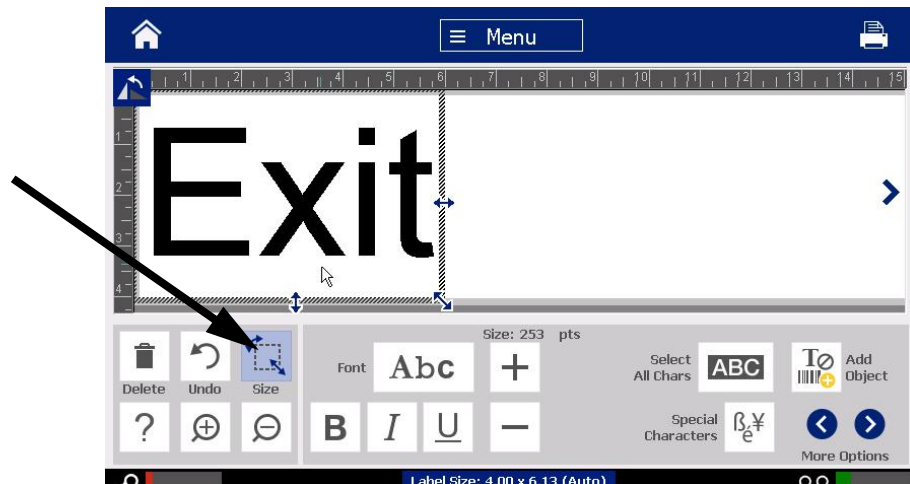 ≡ Menu
1 2 3 4 5 6 7 8 9 10 11 12 13 14 15
1
2
3
4
Exit
Size: 253 pts
Delete Undo Size
Font Abc +
Select All Chars ABC
Add Object
? B I U −
Special Characters ßé¥
More Options
Label Size: 4.00 x 6.13 (Auto)